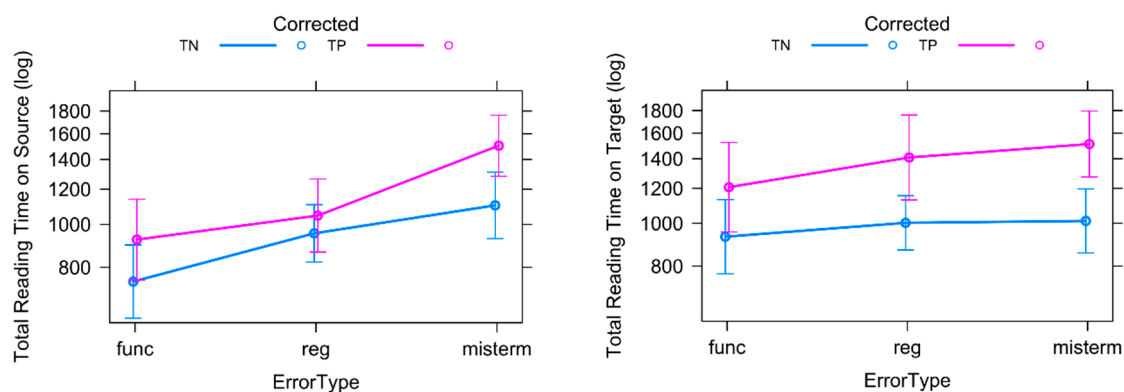 Corrected
TN TP
Total Reading Time on Source (log)
1800
1600
1400
1200
1000
800
func reg misterm
ErrorType
Corrected
TN TP
Total Reading Time on Target (log)
1800
1600
1400
1200
1000
800
func reg misterm
ErrorType